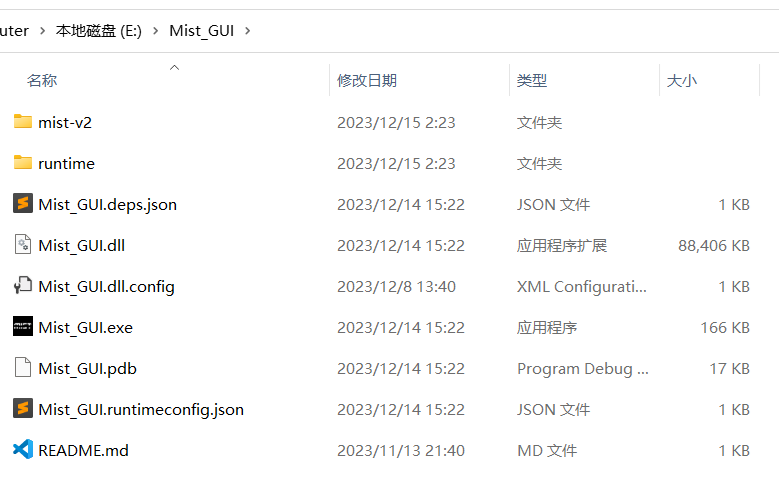 uter > 本地磁盘 (E:) > Mist_GUI >
名称 修改日期 类型 大小
mist-v2 2023/12/15 2:23 文件夹
runtime 2023/12/15 2:23 文件夹
Mist_GUI.deps.json 2023/12/14 15:22 JSON 文件 1 KB
Mist_GUI.dll 2023/12/14 15:22 应用程序扩展 88,406 KB
Mist_GUI.dll.config 2023/12/8 13:40 XML Configurati... 1 KB
Mist_GUI.exe 2023/12/14 15:22 应用程序 166 KB
Mist_GUI.pdb 2023/12/14 15:22 Program Debug ... 17 KB
Mist_GUI.runtimeconfig.json 2023/12/14 15:22 JSON 文件 1 KB
README.md 2023/11/13 21:40 MD 文件 1 KB